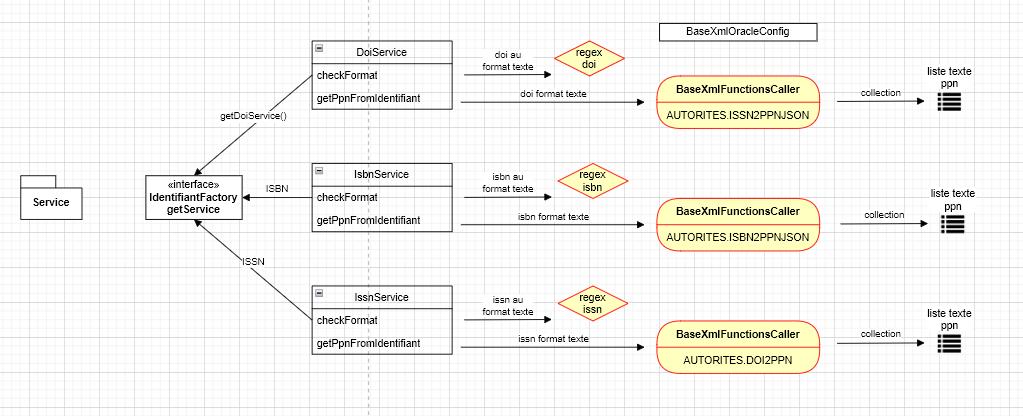 BaseXmlOracleConfig
DoiService
checkFormat
getPpnFromIdentifiant
doi au
format texte
regex
doi
doi format texte
BaseXmlFunctionsCaller
AUTORITES.ISSN2PPNJSON
collection
liste texte
ppn
getDoiService()
Service
«interface»
IdentifiantFactory
getService
ISBN
IsbnService
checkFormat
getPpnFromIdentifiant
isbn au
format texte
regex
isbn
isbn format texte
BaseXmlFunctionsCaller
AUTORITES.ISBN2PPNJSON
collection
liste texte
ppn
ISSN
IssnService
checkFormat
getPpnFromIdentifiant
issn au
format texte
regex
issn
issn format texte
BaseXmlFunctionsCaller
AUTORITES.DOI2PPN
collection
liste texte
ppn